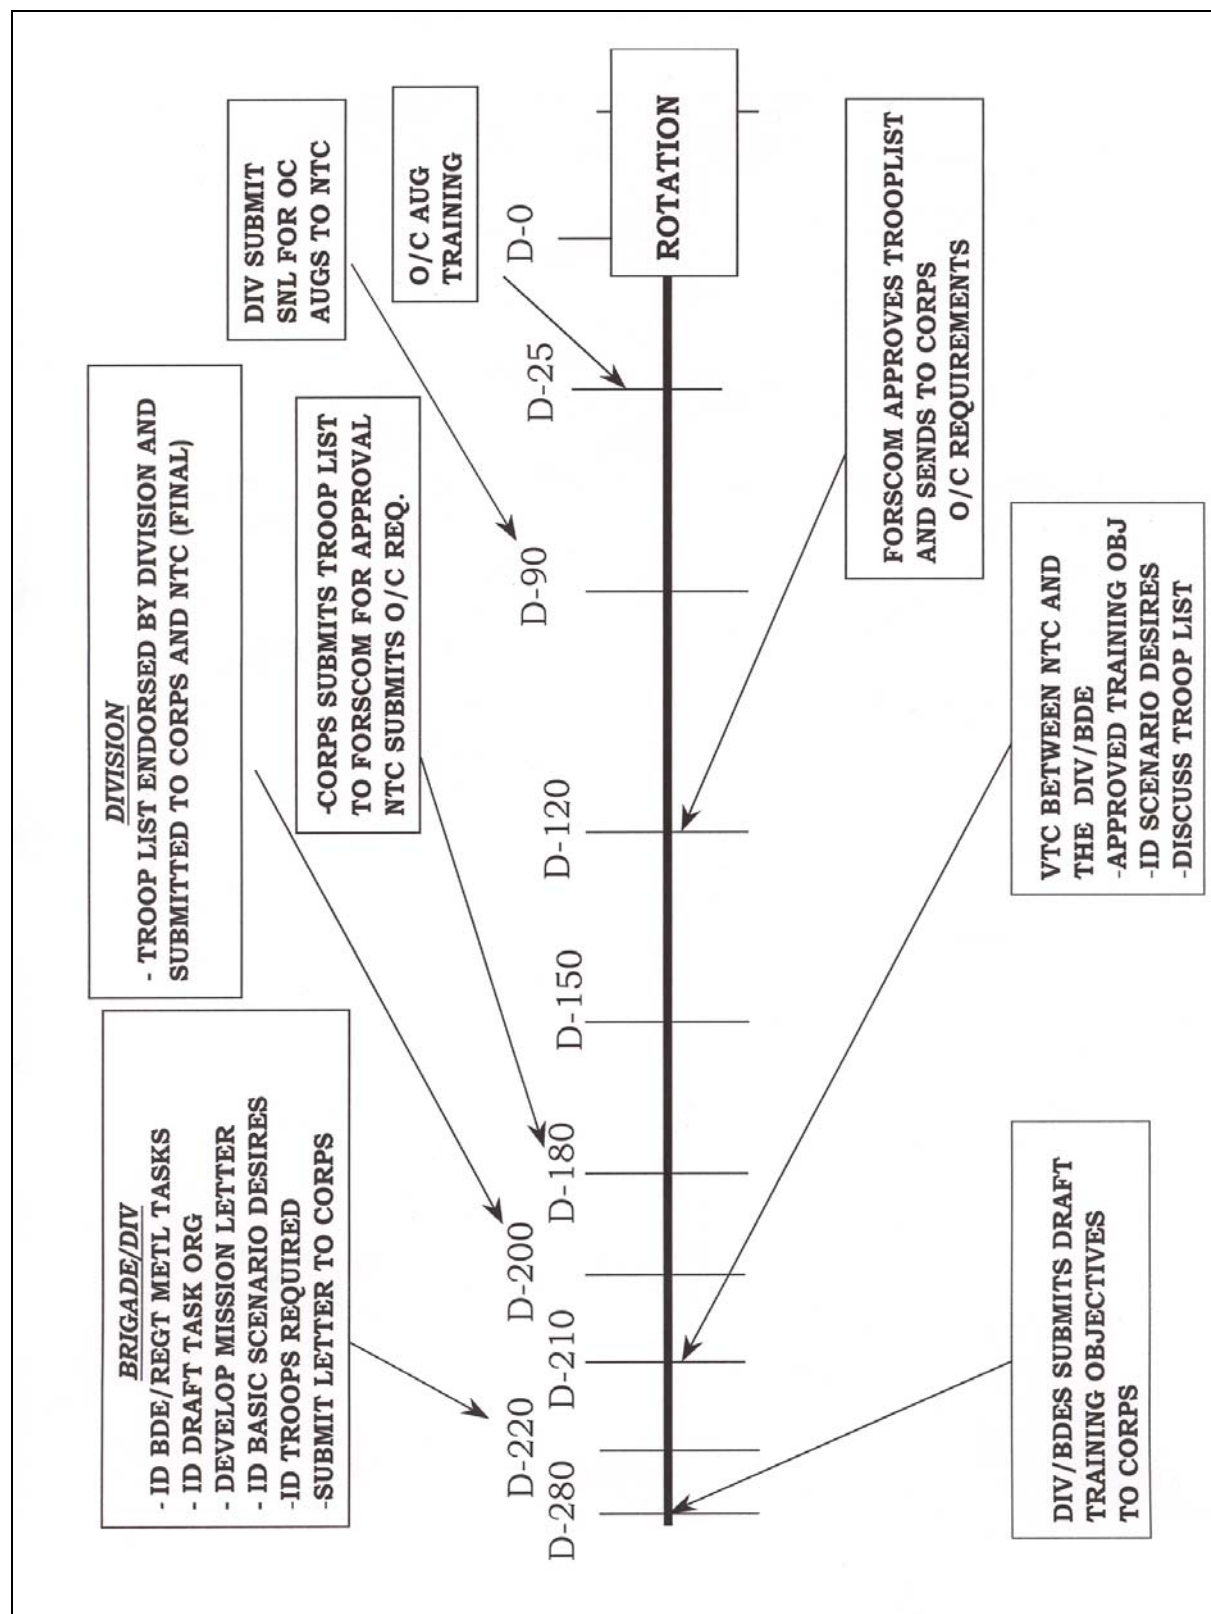 BRIGADE/DIV
- ID BDE/REGT METL TASKS
- ID DRAFT TASK ORG
- DEVELOP MISSION LETTER
- ID BASIC SCENARIO DESIRES
-ID TROOPS REQUIRED
-SUBMIT LETTER TO CORPS
DIVISION
- TROOP LIST ENDORSED BY DIVISION AND
SUBMITTED TO CORPS AND NTC (FINAL)
-CORPS SUBMITS TROOP LIST
TO FORSCOM FOR APPROVAL
NTC SUBMITS O/C REQ.
DIV SUBMIT
SNL FOR OC
AUGS TO NTC
O/C AUG
TRAINING
D-280
D-220
D-210
D-200
D-180
D-150
D-120
D-90
D-25
D-0
ROTATION
DIV/BDES SUBMITS DRAFT
TRAINING OBJECTIVES
TO CORPS
VTC BETWEEN NTC AND
THE DIV/BDE
-APPROVED TRAINING OBJ
-ID SCENARIO DESIRES
-DISCUSS TROOP LIST
FORSCOM APPROVES TROOPLIST
AND SENDS TO CORPS
O/C REQUIREMENTS